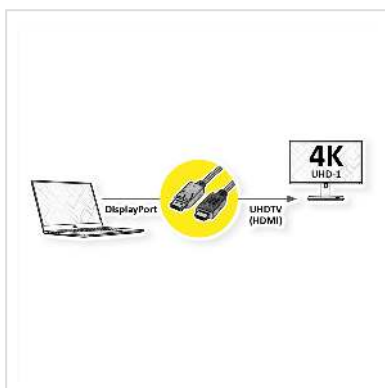 4K
UHD-1
DisplayPort
UHDTV
(HDMI)